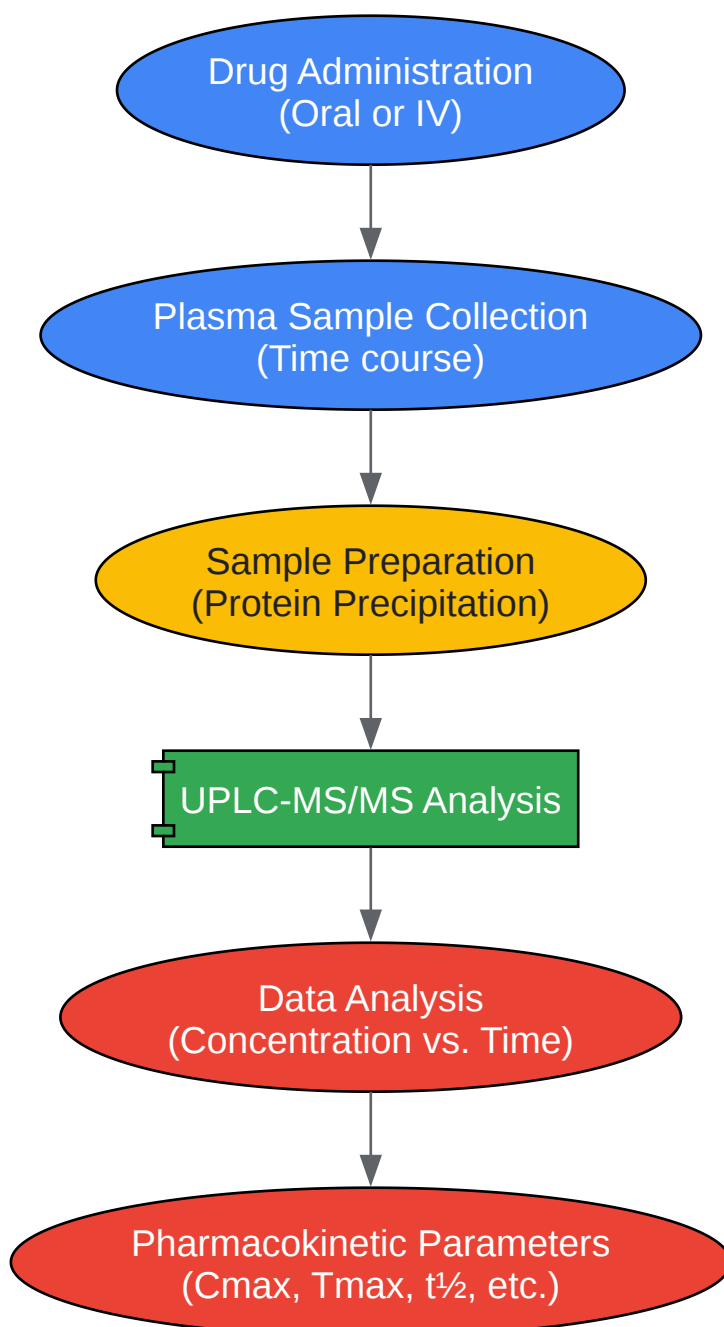 Drug Administration
(Oral or IV)
Plasma Sample Collection
(Time course)
Sample Preparation
(Protein Precipitation)
UPLC-MS/MS Analysis
Data Analysis
(Concentration vs. Time)
Pharmacokinetic Parameters
(Cmax, Tmax, t½, etc.)